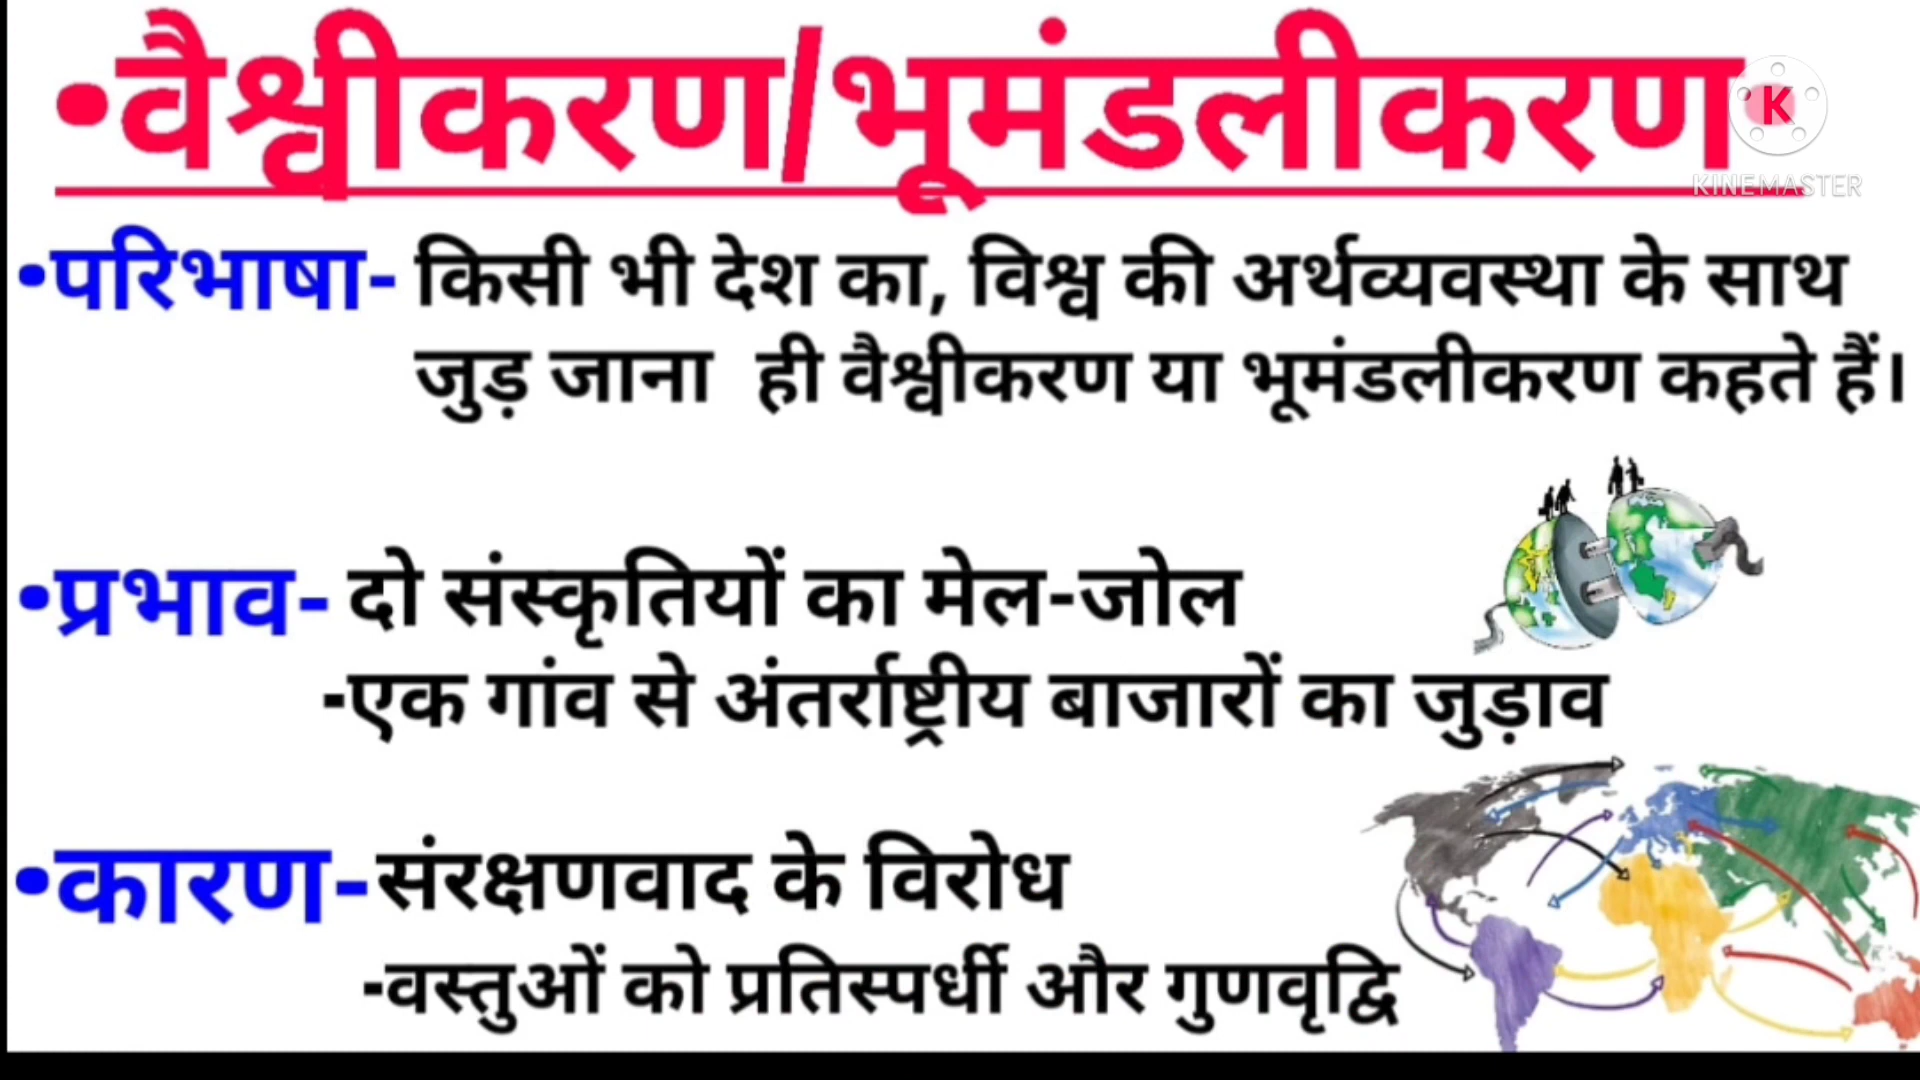 •वैश्वीकरण/भूमंडलीकरण
K
KINEMASTER
•परिभाषा- किसी भी देश का, विश्व की अर्थव्यवस्था के साथ
जुड़ जाना ही वैश्वीकरण या भूमंडलीकरण कहते हैं।
•प्रभाव- दो संस्कृतियों का मेल-जोल
-एक गांव से अंतर्राष्ट्रीय बाजारों का जुड़ाव
•कारण-संरक्षणवाद के विरोध
-वस्तुओं को प्रतिस्पर्धी और गुणवृद्वि